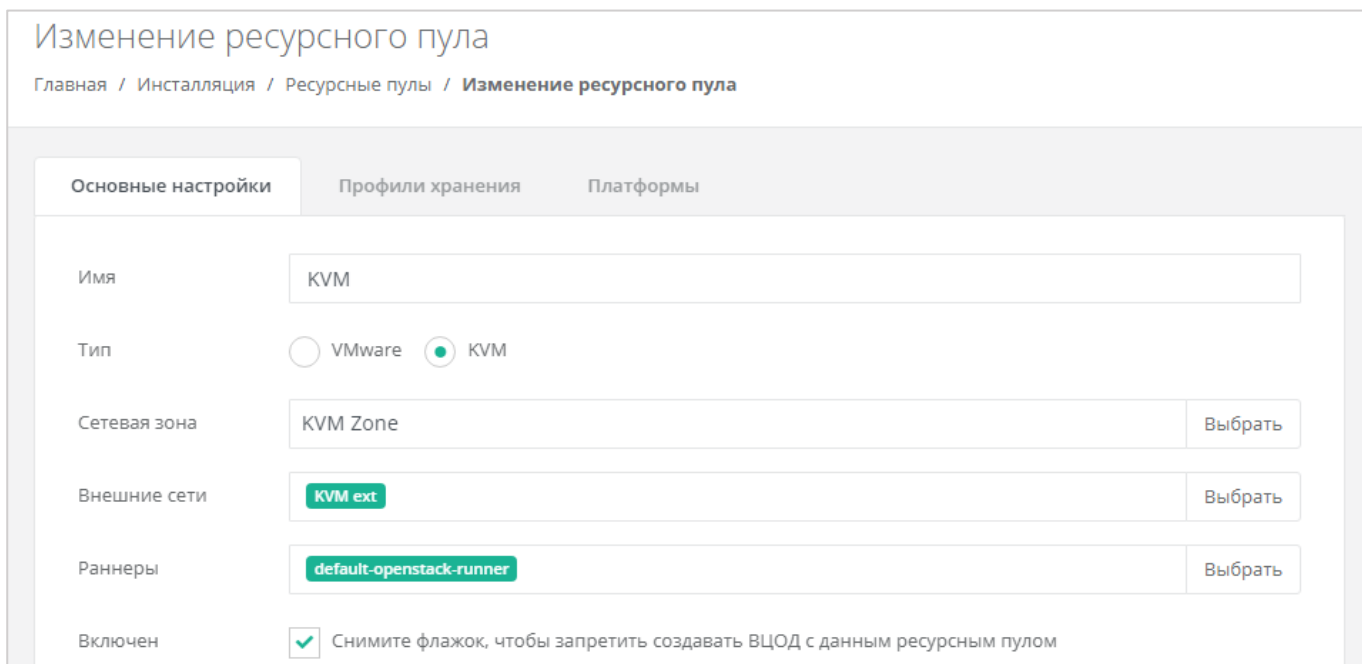 Изменение ресурсного пула
Главная / Инсталляция / Ресурсные пулы / Изменение ресурсного пула
Основные настройки Профили хранения Платформы
Имя KVM
Тип VMware KVM
Сетевая зона KVM Zone Выбрать
Внешние сети KVM ext Выбрать
Раннеры default-openstack-runner Выбрать
Включен Снимите флажок, чтобы запретить создавать ВЦОД с данным ресурсным пулом